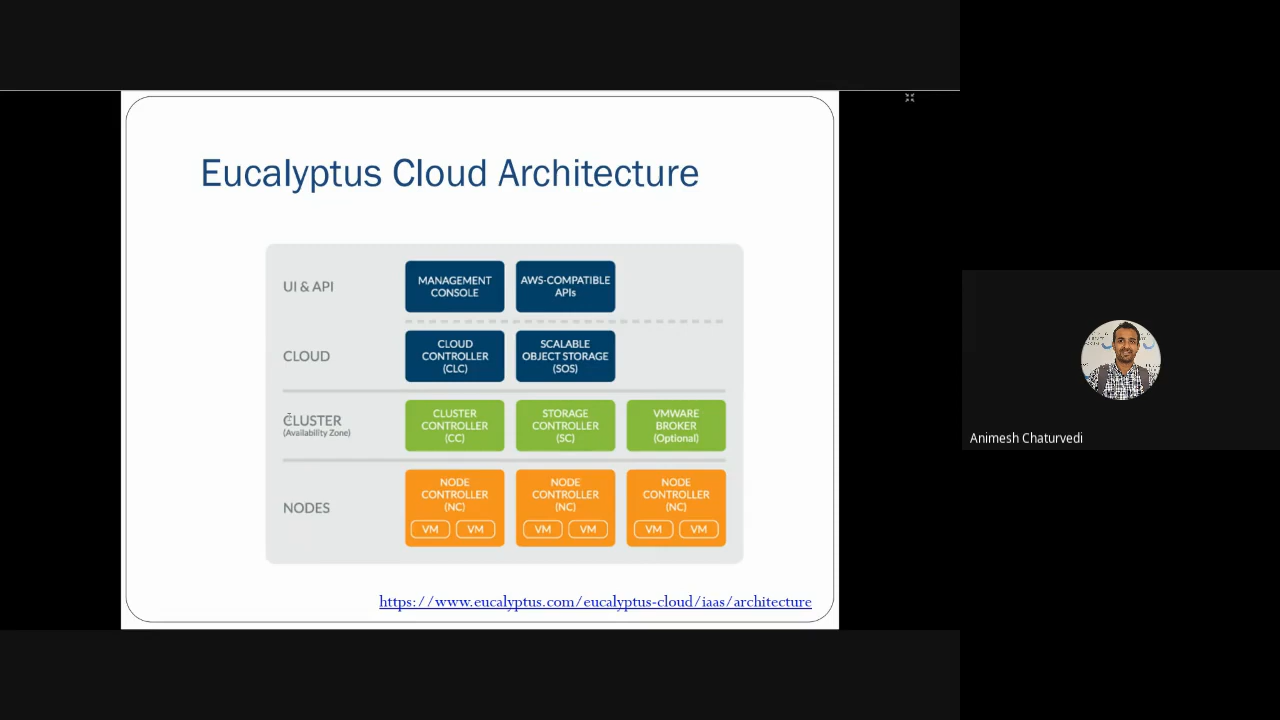 Eucalyptus Cloud Architecture
UI & API
MANAGEMENT
CONSOLE
AWS-COMPATIBLE
APIs
CLOUD
CLOUD
CONTROLLER
(CLC)
SCALABLE
OBJECT STORAGE
(SOS)
CLUSTER
(Availability Zone)
CLUSTER
CONTROLLER
(CC)
STORAGE
CONTROLLER
(SC)
VMWARE
BROKER
(Optional)
NODES
NODE
CONTROLLER
(NC)
VM VM
NODE
CONTROLLER
(NC)
VM VM
NODE
CONTROLLER
(NC)
VM VM
https://www.eucalyptus.com/eucalyptus-cloud/iaas/architecture
Animesh Chaturvedi